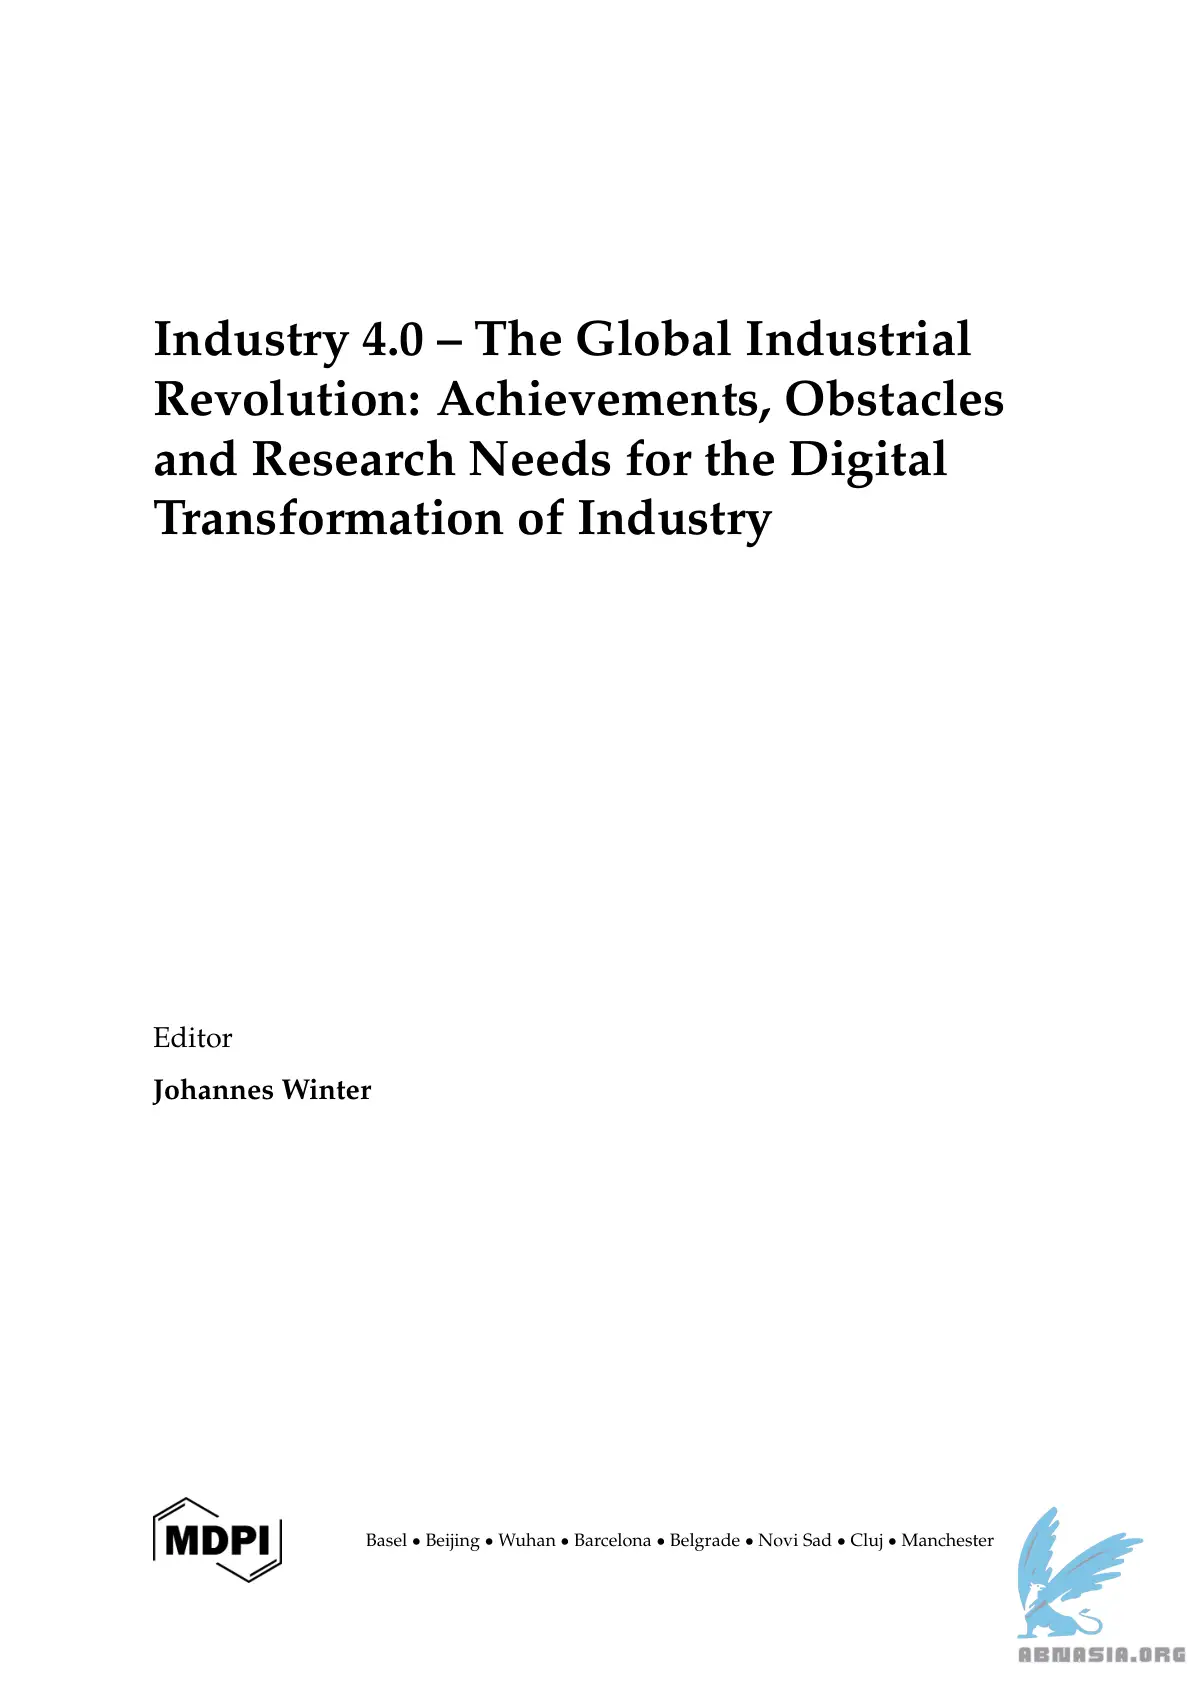 Industry 4.0 – The Global Industrial
Revolution: Achievements, Obstacles
and Research Needs for the Digital
Transformation of Industry
Editor
Johannes Winter
MDPI
Basel • Beijing • Wuhan • Barcelona • Belgrade • Novi Sad • Cluj • Manchester
ABNASIA.ORG